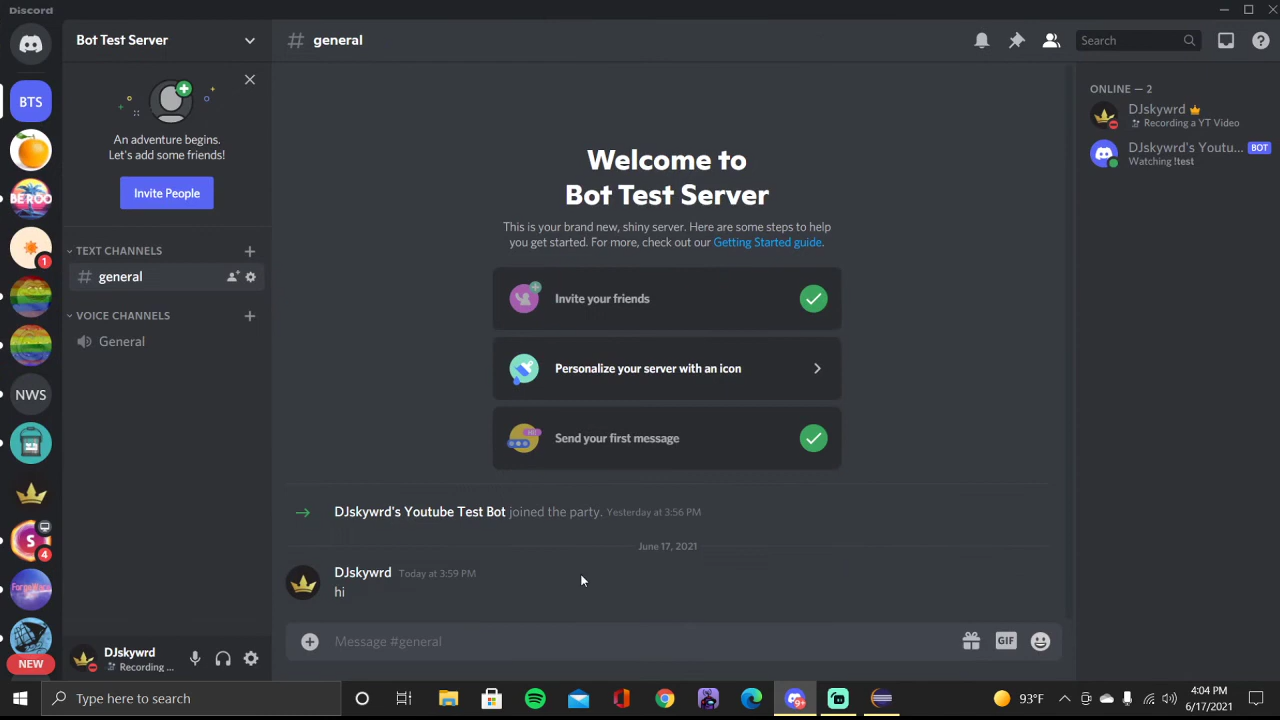 Discord
Bot Test Server
general
Search
BTS
An adventure begins.
Let's add some friends!
Invite People
TEXT CHANNELS
general
VOICE CHANNELS
General
BE ROO
1
NWS
S
4
ForgeWare
NEW
Welcome to
Bot Test Server
This is your brand new, shiny server. Here are some steps to help
you get started. For more, check out our Getting Started guide.
Invite your friends
Personalize your server with an icon
Send your first message
DJskywrd's Youtube Test Bot joined the party. Yesterday at 3:56 PM
June 17, 2021
DJskywrd Today at 3:59 PM
hi
Message #general
GIF
ONLINE — 2
DJskywrd
Recording a YT Video
DJskywrd's Youtu... BOT
Watching !test
DJskywrd
Recording ...
Type here to search
9+
93°F
:04 PM
6/17/2021